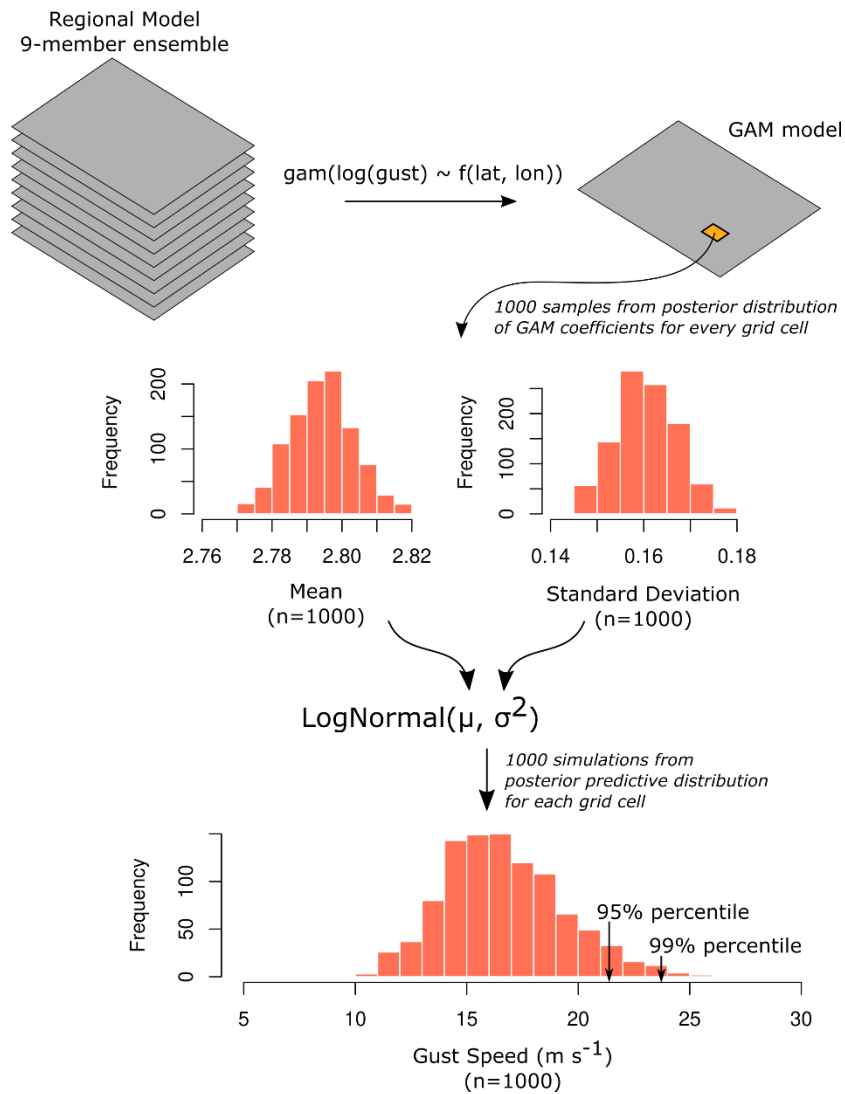 Regional Model
9-member ensemble
GAM model
gam(log(gust) ~ f(lat, lon))
1000 samples from posterior distribution
of GAM coefficients for every grid cell
Frequency
0
100
200
2.76
2.78
2.80
2.82
Mean
(n=1000)
Frequency
0
100
200
0.14
0.16
0.18
Standard Deviation
(n=1000)
LogNormal(μ, σ²)
1000 simulations from
posterior predictive distribution
for each grid cell
Frequency
0
50
100
95% percentile
99% percentile
5
10
15
20
25
30
Gust Speed (m s⁻¹)
(n=1000)